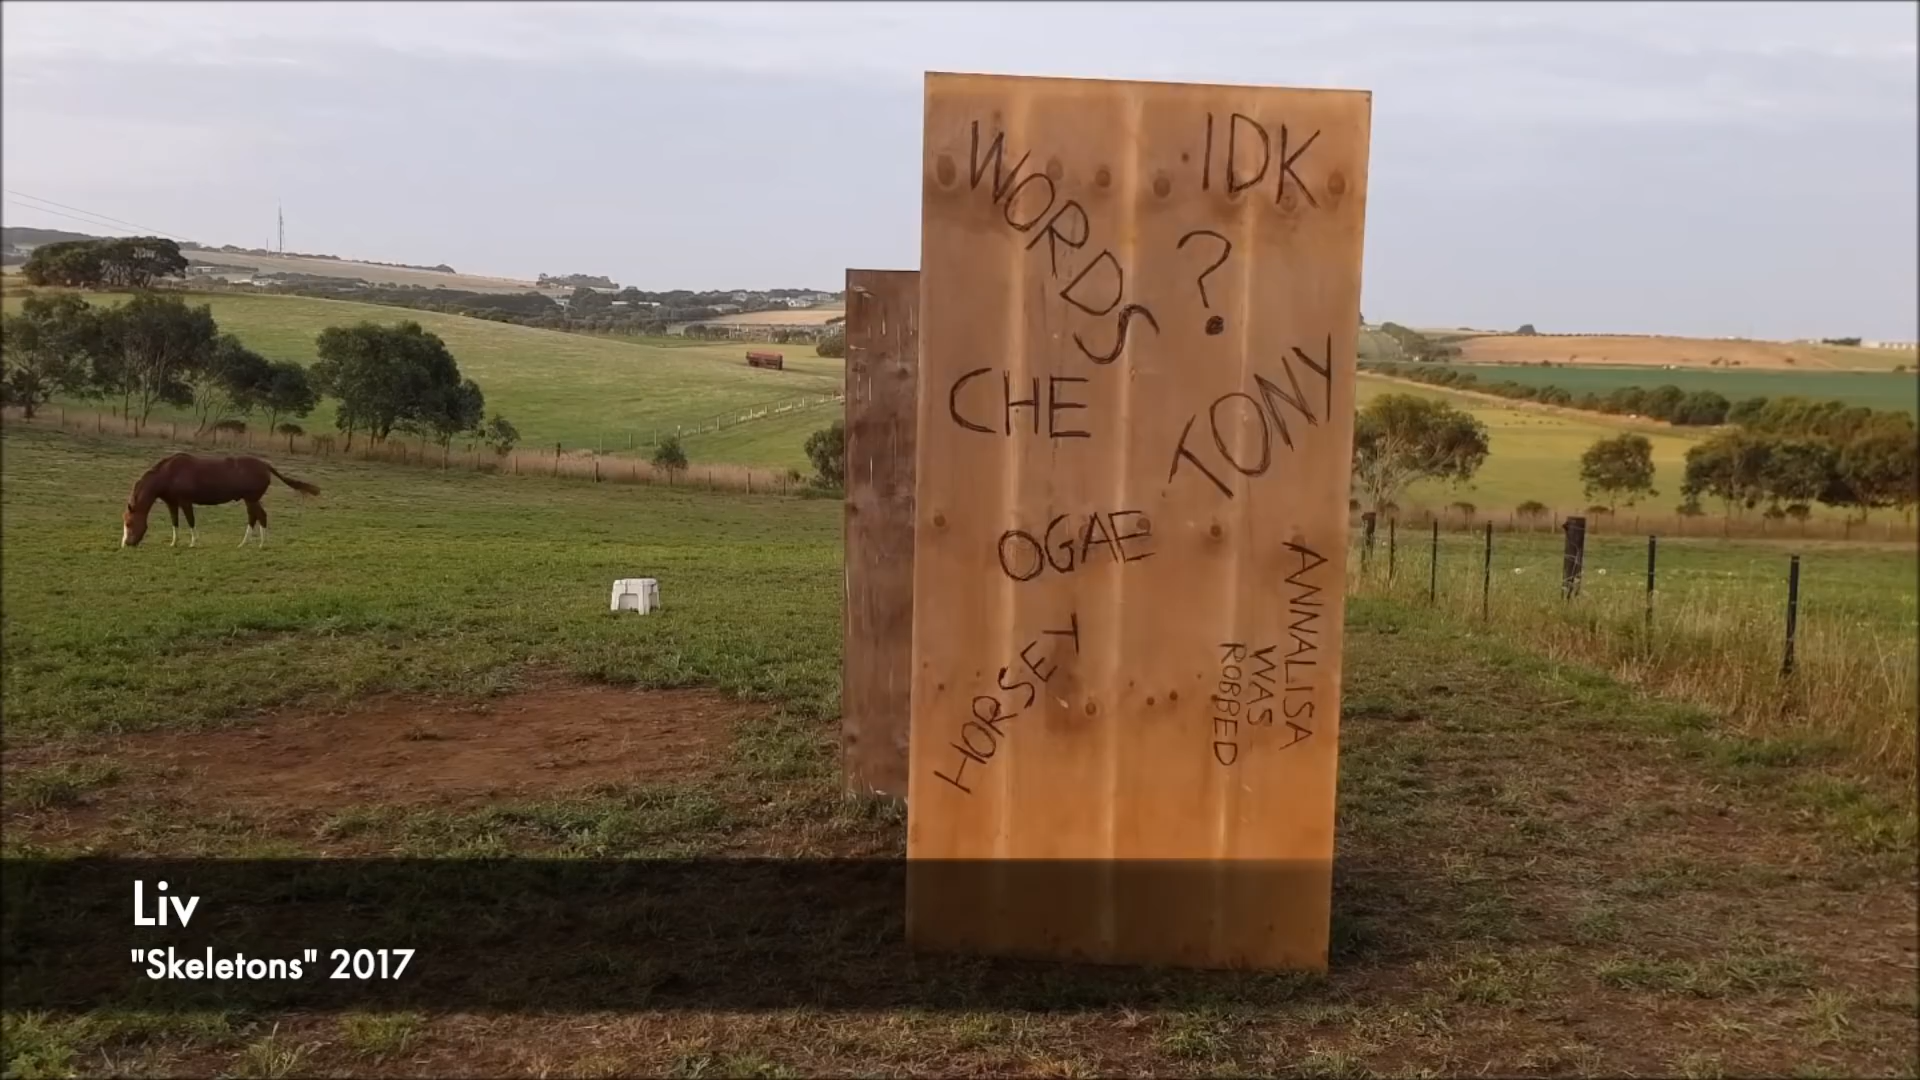 WORDS
IDK
?
CHE
TONY
OGAE
HORSET
ANNALISA
WAS
ROBBED
Liv
"Skeletons" 2017